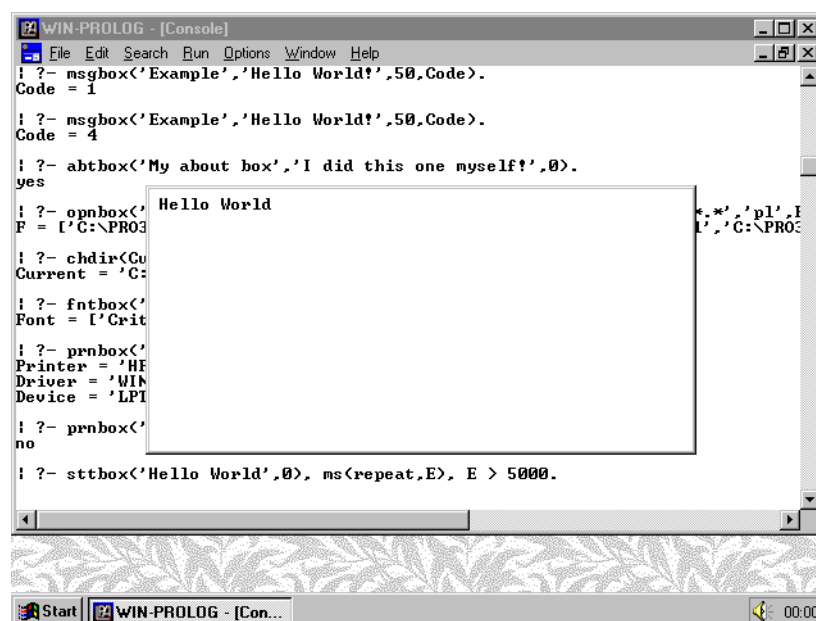 WIN-PROLOG - [Console]
File Edit Search Run Options Window Help
| ?- msgbox('Example','Hello World!',50,Code).
Code = 1
| ?- msgbox('Example','Hello World!',50,Code).
Code = 4
| ?- abtbox('My about box','I did this one myself!',0).
yes
| ?- opnbox(' *.*','pl',F
F = ['C:\PRO3 l','C:\PRO3
| ?- chdir(Cu
Current = 'C:
| ?- fntbox('
Font = ['Crit
| ?- prnbox('
Printer = 'HP
Driver = 'WIN
Device = 'LPT
| ?- prnbox('
no
Hello World
| ?- sttbox('Hello World',0), ms(repeat,E), E > 5000.
Start WIN-PROLOG - [Con... 00:00